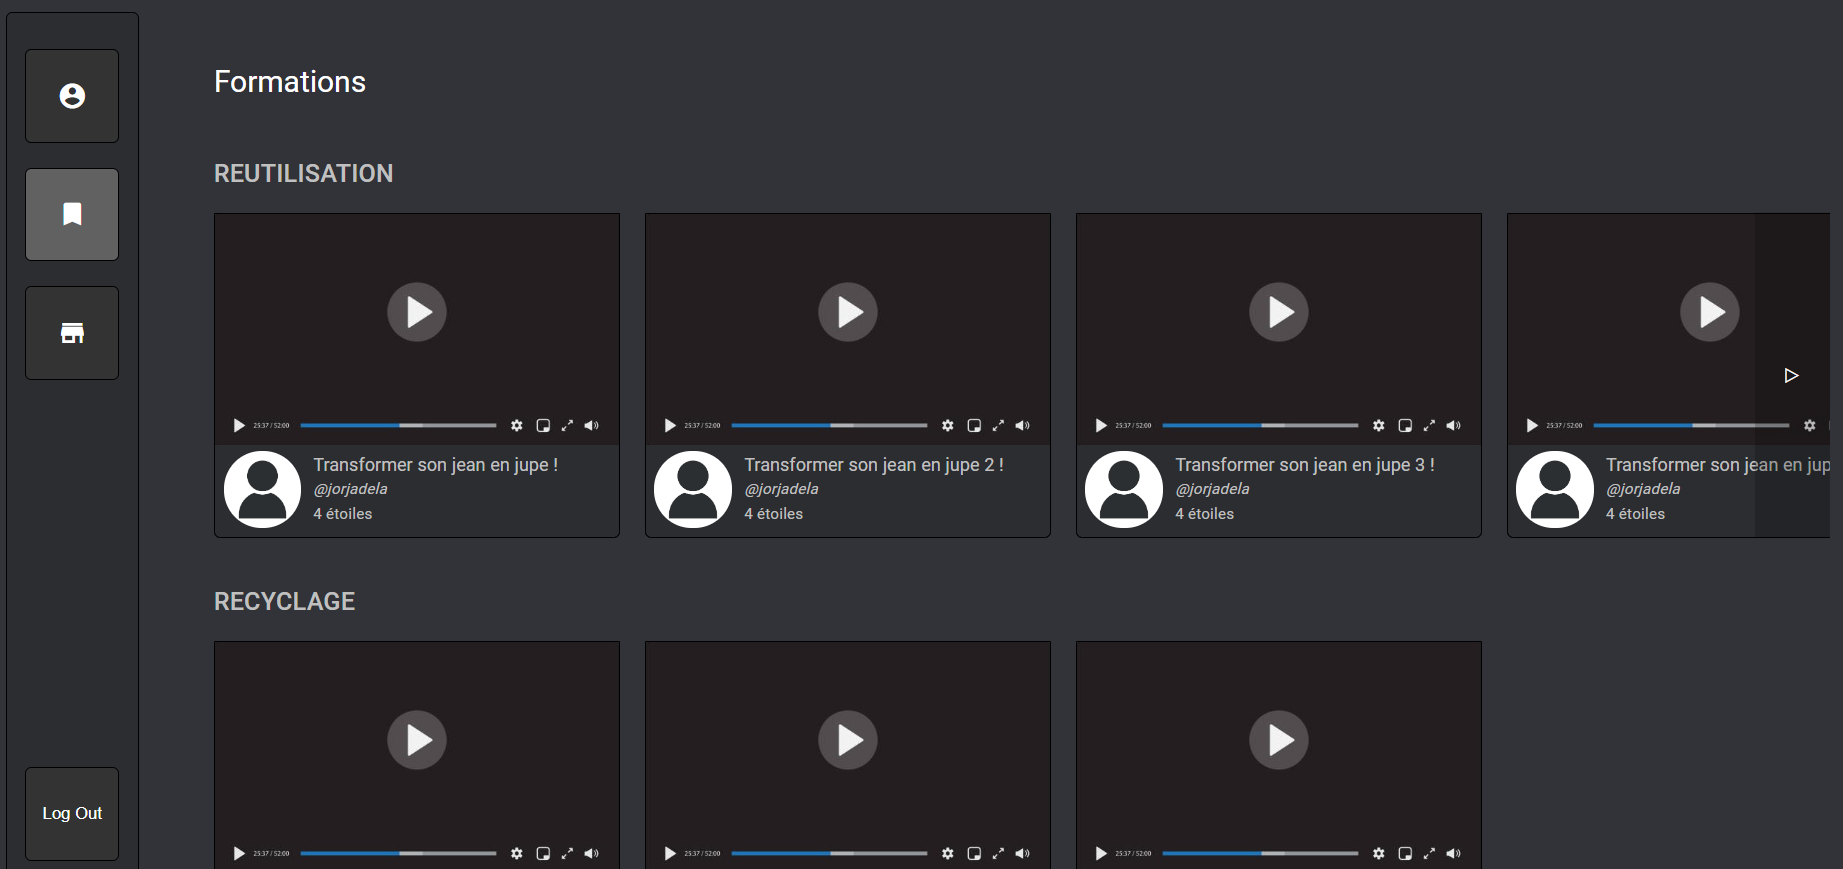 Formations
REUTILISATION
25:37 / 52:00
25:37 / 52:00
25:37 / 52:00
25:37 / 52:00
Transformer son jean en jupe !
@jorjadela
4 étoiles
Transformer son jean en jupe 2 !
@jorjadela
4 étoiles
Transformer son jean en jupe 3 !
@jorjadela
4 étoiles
Transformer son jean en jup
@jorjadela
4 étoiles
RECYCLAGE
25:37 / 52:00
25:37 / 52:00
25:37 / 52:00
Log Out